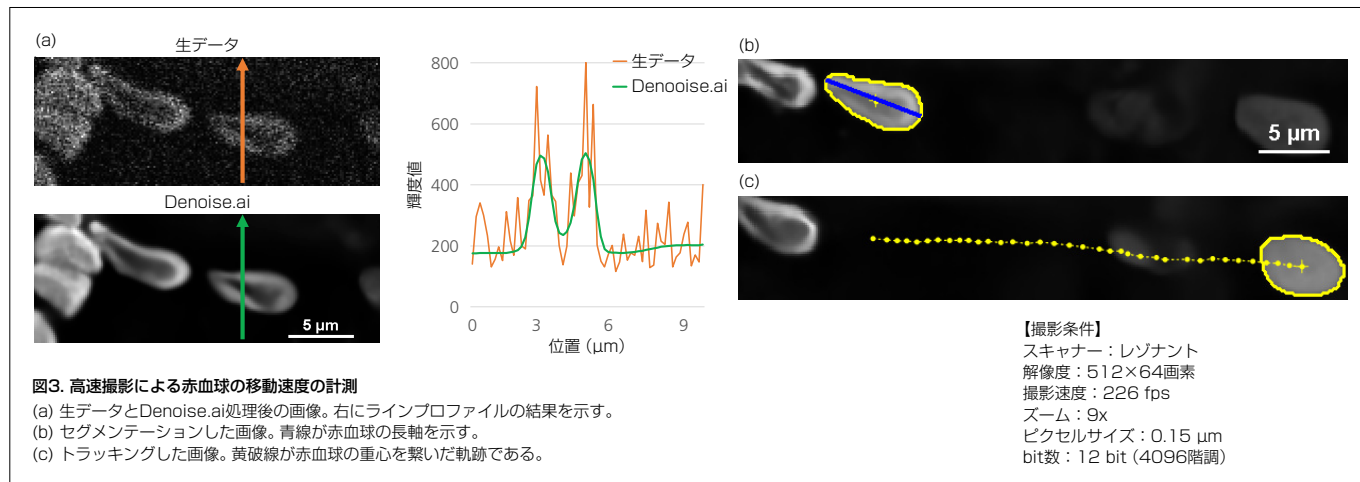 (a)
生データ
Denoise.ai
5 µm
生データ
Denooise.ai
800
600
400
200
0
輝度値
0 3 6 9
位置 (µm)
(b)
5 µm
(c)
【撮影条件】
スキャナー：レゾナント
解像度：512×64画素
撮影速度：226 fps
ズーム：9x
ピクセルサイズ：0.15 µm
bit数：12 bit (4096階調)
図3. 高速撮影による赤血球の移動速度の計測
(a) 生データとDenoise.ai処理後の画像。右にラインプロファイルの結果を示す。
(b) セグメンテーションした画像。青線が赤血球の長軸を示す。
(c) トラッキングした画像。黄破線が赤血球の重心を繋いだ軌跡である。